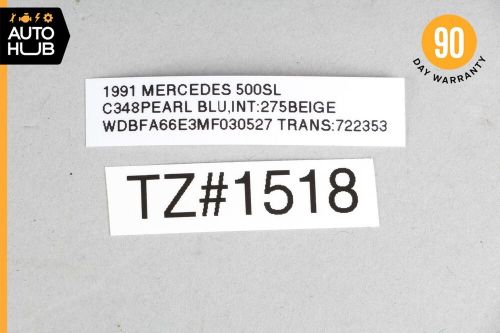 AUTO
HUB
90
DAY WARRANTY
1991 MERCEDES 500SL
C348PEARL BLU,INT:275BEIGE
WDBFA66E3MF030527 TRANS:722353
TZ#1518